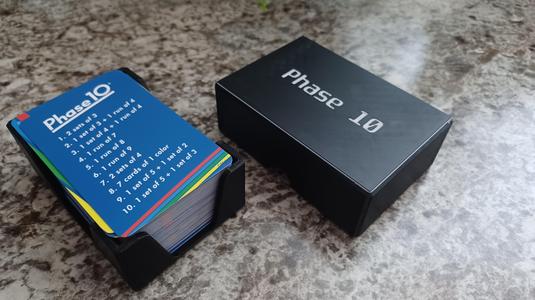 Phase 10
1. 2 sets of 3
2. 1 set of 3 + 1 run of 4
3. 1 set of 4 + 1 run of 4
4. 1 run of 7
5. 1 run of 8
6. 1 run of 9
7. 2 sets of 4
8. 7 cards of 1 color
9. 1 set of 5 + 1 set of 2
10. 1 set of 5 + 1 set of 3
Phase 10